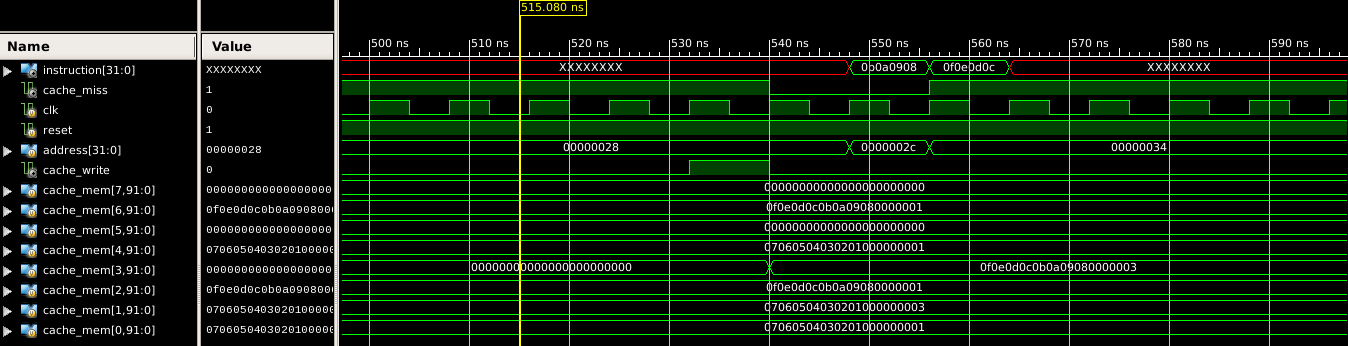 515.080 ns
Name Value 500 ns 510 ns 520 ns 530 ns 540 ns 550 ns 560 ns 570 ns 580 ns 590 ns
instruction[31:0] XXXXXXXX XXXXXXXX 0b0a0908 0f0e0d0c XXXXXXXX
cache_miss 1
clk 0
reset 1
address[31:0] 00000028 00000028 0000002c 00000034
cache_write 0
cache_mem[7,91:0] 0000000000000000000 00000000000000000000000
cache_mem[6,91:0] 0f0e0d0c0b0a0908000 0f0e0d0c0b0a09080000001
cache_mem[5,91:0] 0000000000000000000 00000000000000000000000
cache_mem[4,91:0] 0706050403020100000 07060504030201000000001
cache_mem[3,91:0] 0000000000000000000 00000000000000000000000 0f0e0d0c0b0a09080000003
cache_mem[2,91:0] 0f0e0d0c0b0a0908000 0f0e0d0c0b0a09080000001
cache_mem[1,91:0] 0706050403020100000 07060504030201000000003
cache_mem[0,91:0] 0706050403020100000 07060504030201000000001